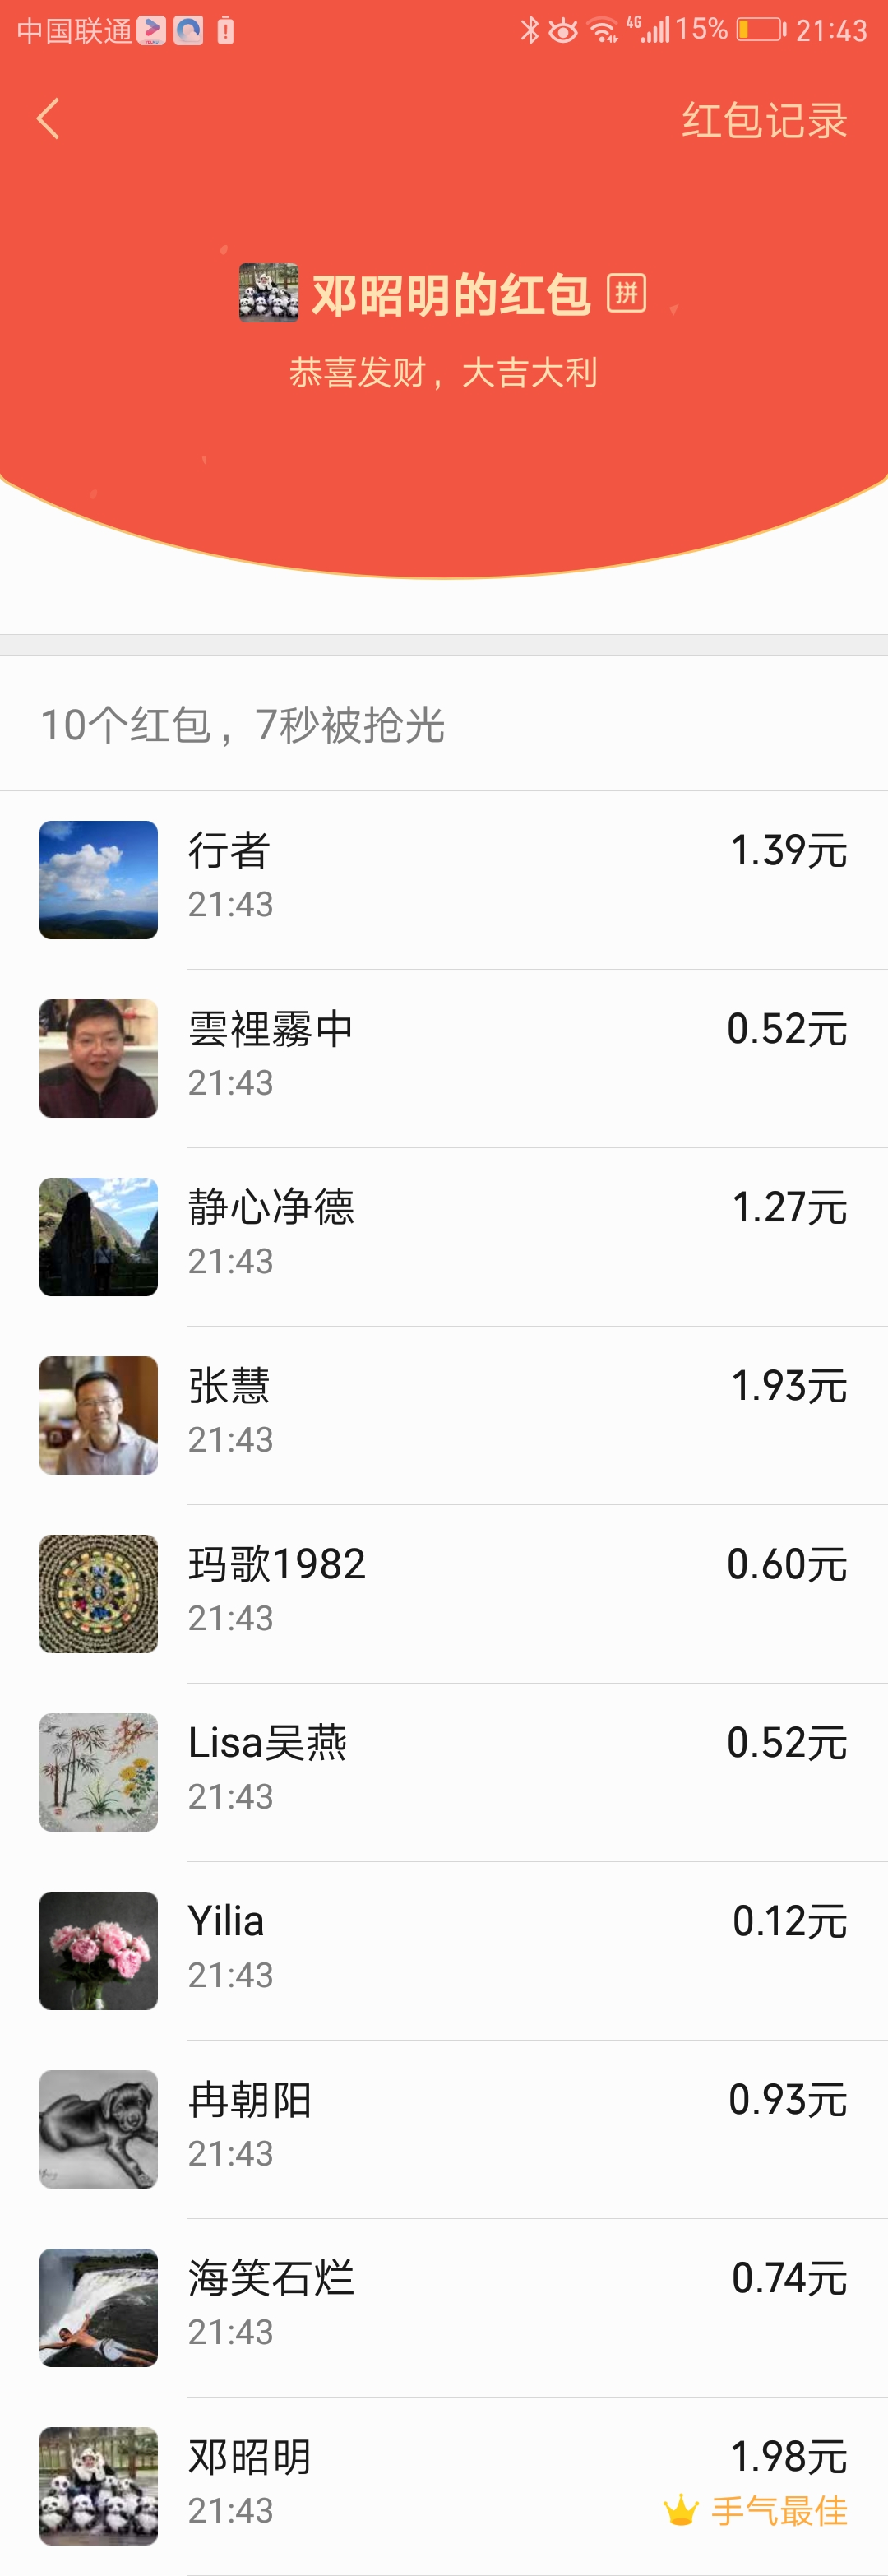 中国联通 4G 15% 21:43
红包记录
邓昭明的红包 拼
恭喜发财，大吉大利
10个红包，7秒被抢光
行者 1.39元
21:43
雲裡霧中 0.52元
21:43
静心净德 1.27元
21:43
张慧 1.93元
21:43
玛歌1982 0.60元
21:43
Lisa吴燕 0.52元
21:43
Yilia 0.12元
21:43
冉朝阳 0.93元
21:43
海笑石烂 0.74元
21:43
邓昭明 1.98元
21:43 手气最佳